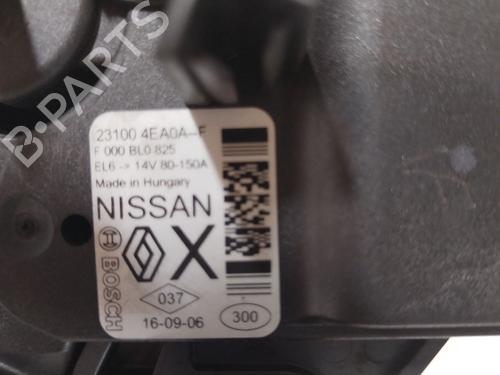 B-PARTS
23100 4EA0A-F
F 000 BL0 825
EL6 -> 14V 80-150A
Made in Hungary
NISSAN
X
BOSCH
037
16-09-06
300